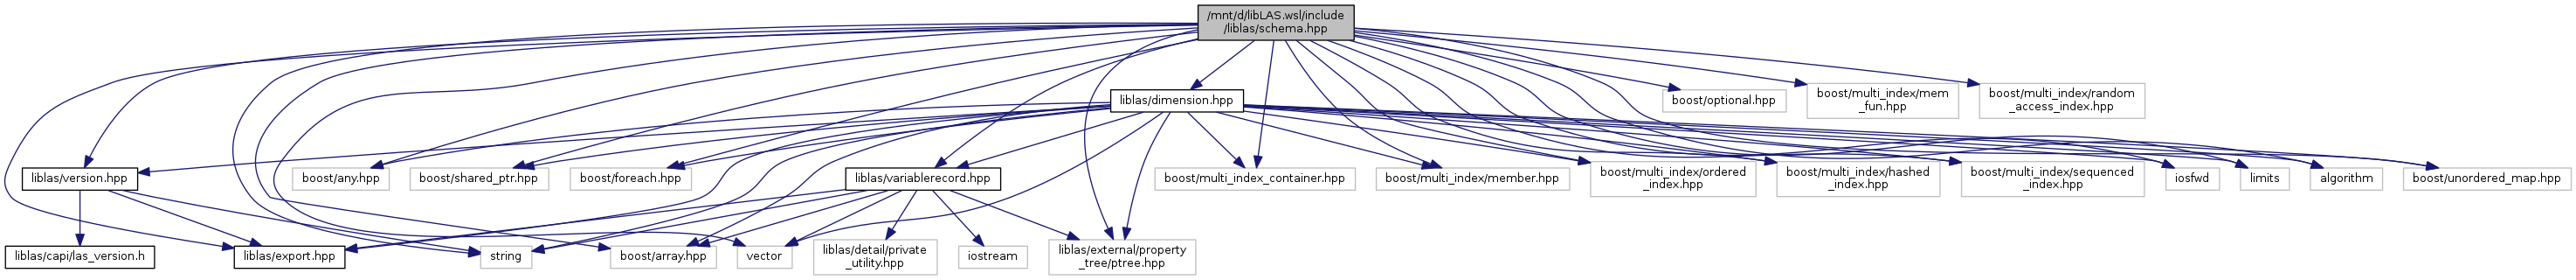 /mnt/d/libLAS.wsl/include
/liblas/schema.hpp
liblas/dimension.hpp
boost/optional.hpp
boost/multi_index/mem
_fun.hpp
boost/multi_index/random
_access_index.hpp
liblas/version.hpp
boost/any.hpp
boost/shared_ptr.hpp
boost/foreach.hpp
liblas/variablerecord.hpp
boost/multi_index_container.hpp
boost/multi_index/member.hpp
boost/multi_index/ordered
_index.hpp
boost/multi_index/hashed
_index.hpp
boost/multi_index/sequenced
_index.hpp
iosfwd
limits
algorithm
boost/unordered_map.hpp
liblas/capi/las_version.h
liblas/export.hpp
string
boost/array.hpp
vector
liblas/detail/private
_utility.hpp
iostream
liblas/external/property
_tree/ptree.hpp